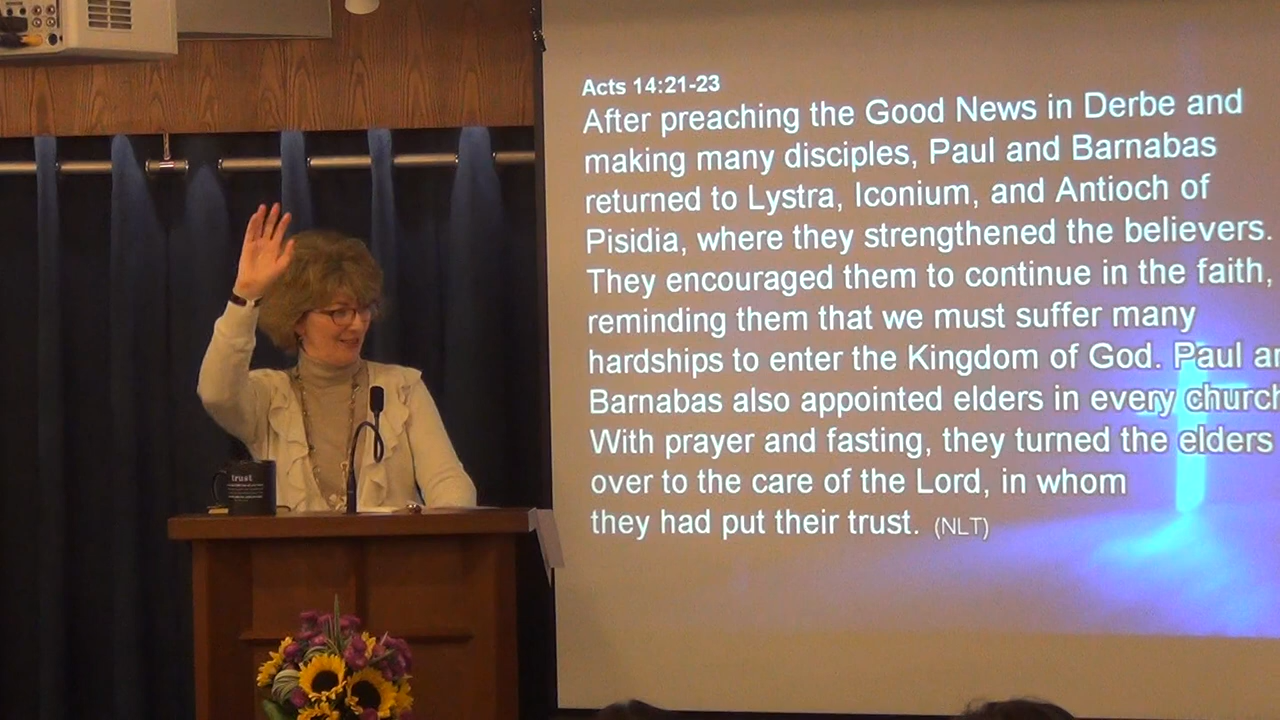 Acts 14:21-23
After preaching the Good News in Derbe and
making many disciples, Paul and Barnabas
returned to Lystra, Iconium, and Antioch of
Pisidia, where they strengthened the believers.
They encouraged them to continue in the faith,
reminding them that we must suffer many
hardships to enter the Kingdom of God. Paul
Barnabas also appointed elders in every church
With prayer and fasting, they turned the elders
over to the care of the Lord, in whom
they had put their trust. (NLT)
trust